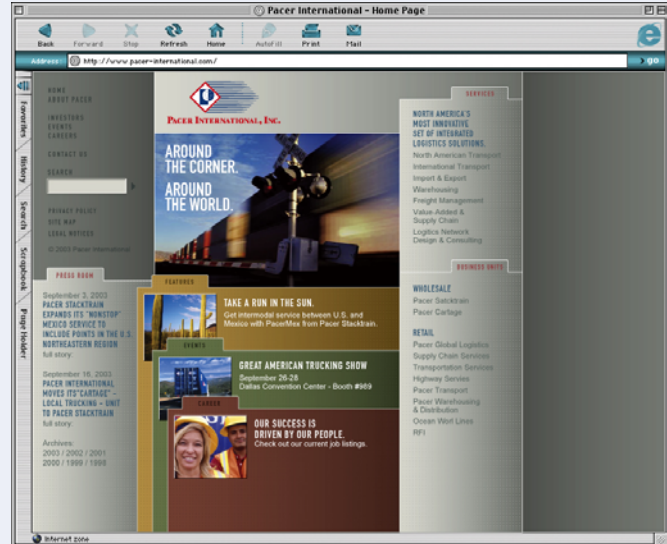 Pacer International - Home Page
Back
Forward
Stop
Refresh
Home
AutoFill
Print
Mail
Address:
http://www.pacer-international.com/
go
Favorites
History
Search
Scrapbook
Page Holder
HOME
ABOUT PACER
INVESTORS
EVENTS
CAREERS
CONTACT US
SEARCH
PRIVACY POLICY
SITE MAP
LEGAL NOTICES
© 2003 Pacer International
PRESS ROOM
September 3, 2003
PACER STACKTRAIN
EXPANDS ITS "NONSTOP"
MEXICO SERVICE TO
INCLUDE POINTS IN THE U.S.
NORTHEASTERN REGION
full story:
September 16, 2003
PACER INTERNATIONAL
MOVES ITS"CARTAGE" –
LOCAL TRUCKING – UNIT
TO PACER STACKTRAIN
full story:
Archives:
2003 / 2002 / 2001
2000 / 1999 / 1998
PACER INTERNATIONAL, INC.
AROUND
THE CORNER.
AROUND
THE WORLD.
FEATURES
TAKE A RUN IN THE SUN.
Get intermodal service between U.S. and
Mexico with PacerMex from Pacer Stacktrain.
EVENTS
GREAT AMERICAN TRUCKING SHOW
September 26-28
Dallas Convention Center - Booth #989
CAREER
OUR SUCCESS IS
DRIVEN BY OUR PEOPLE.
Check out our current job listings.
SERVICES
NORTH AMERICA'S
MOST INNOVATIVE
SET OF INTEGRATED
LOGISTICS SOLUTIONS.
North American Transport
International Transport
Import & Export
Warehousing
Freight Management
Value Added &
Supply Chain
Logitics Network
Design & Consulting
BUSINESS UNITS
WHOLESALE
Pacer Satcktrain
Pacer Cartage
RETAIL
Pacer Global Logistics
Supply Chain Services
Transportation Services
Highway Servies
Pacer Transport
Pacer Warehousing
& Distribution
Ocean Worl Lines
RFI
Internet zone